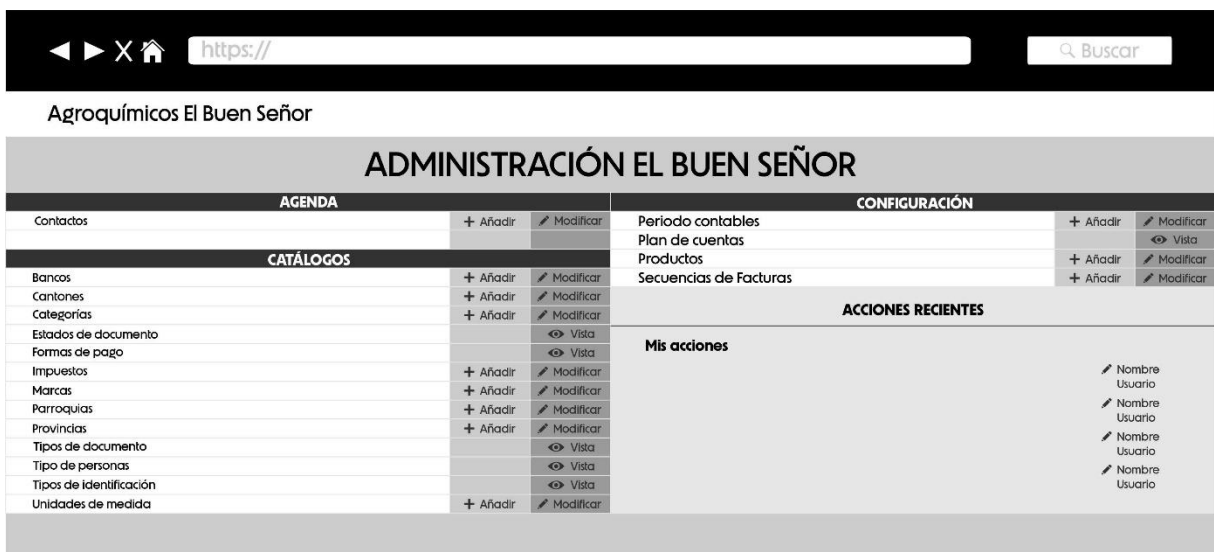 https://
Buscar
Agroquímicos El Buen Señor
ADMINISTRACIÓN EL BUEN SEÑOR
AGENDA
Contactos + Añadir Modificar
CATÁLOGOS
Bancos + Añadir Modificar
Cantones + Añadir Modificar
Categorías + Añadir Modificar
Estados de documento Vista
Formas de pago Vista
Impuestos + Añadir Modificar
Marcas + Añadir Modificar
Parroquias + Añadir Modificar
Provincias + Añadir Modificar
Tipos de documento Vista
Tipo de personas Vista
Tipos de identificación Vista
Unidades de medida + Añadir Modificar
CONFIGURACIÓN
Periodo contables + Añadir Modificar
Plan de cuentas Vista
Productos + Añadir Modificar
Secuencias de Facturas + Añadir Modificar
ACCIONES RECIENTES
Mis acciones
Nombre
Usuario
Nombre
Usuario
Nombre
Usuario
Nombre
Usuario